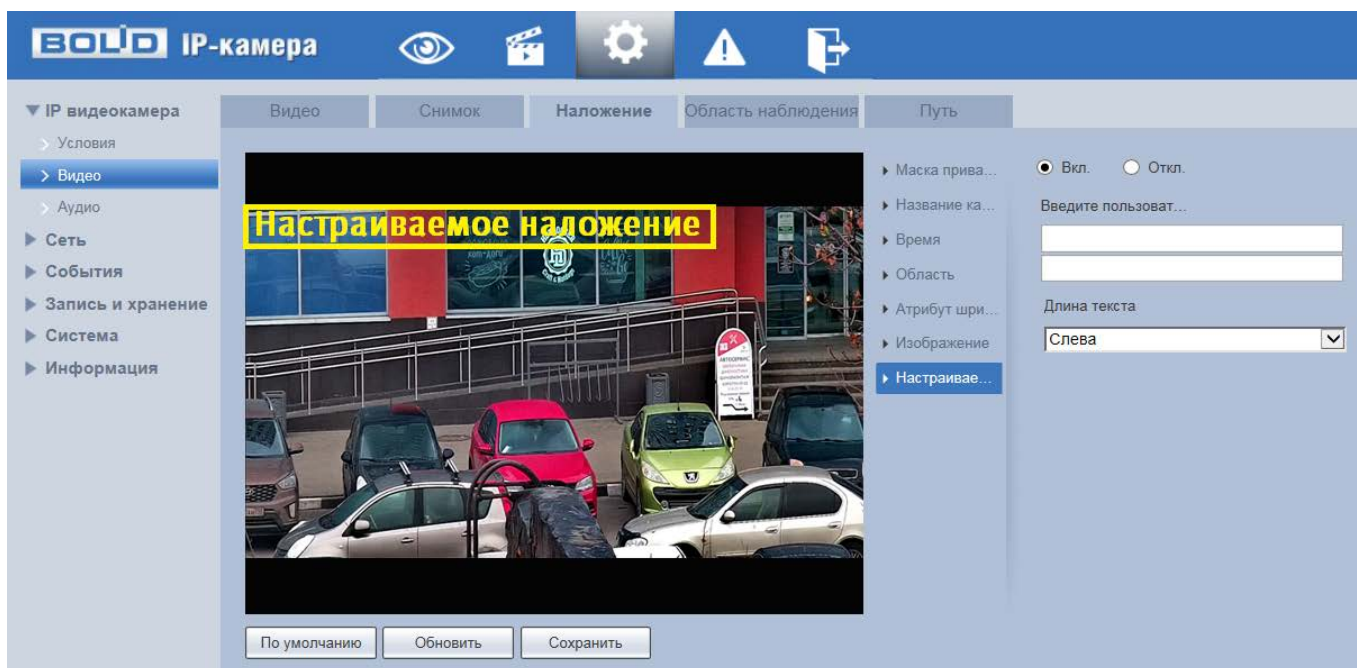 BOLID IP-камера
IP видеокамера
Условия
Видео
Аудио
Сеть
События
Запись и хранение
Система
Информация
Видео
Снимок
Наложение
Область наблюдения
Путь
Настраиваемое наложение
АВТОСЕРВИС
По умолчанию
Обновить
Сохранить
Маска прива...
Название ка...
Время
Область
Атрибут шри...
Изображение
Настраивае...
Вкл.
Откл.
Введите пользоват...
Длина текста
Слева